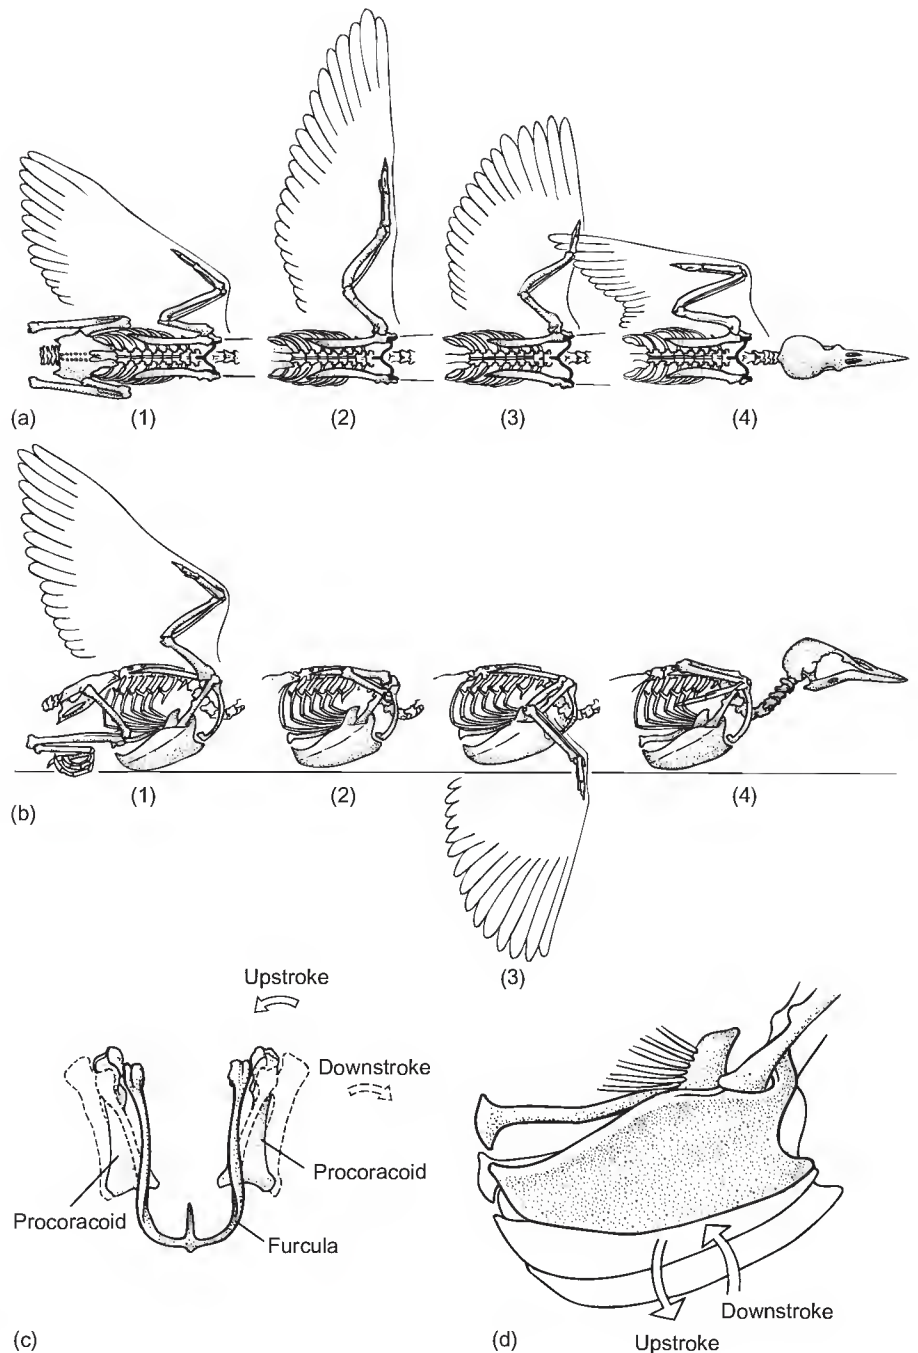 (a)
(1)
(2)
(3)
(4)
(b)
(1)
(2)
(4)
(3)
Upstroke
Downstroke
Procoracoid
Procoracoid
Furcula
(c)
Downstroke
Upstroke
(d)